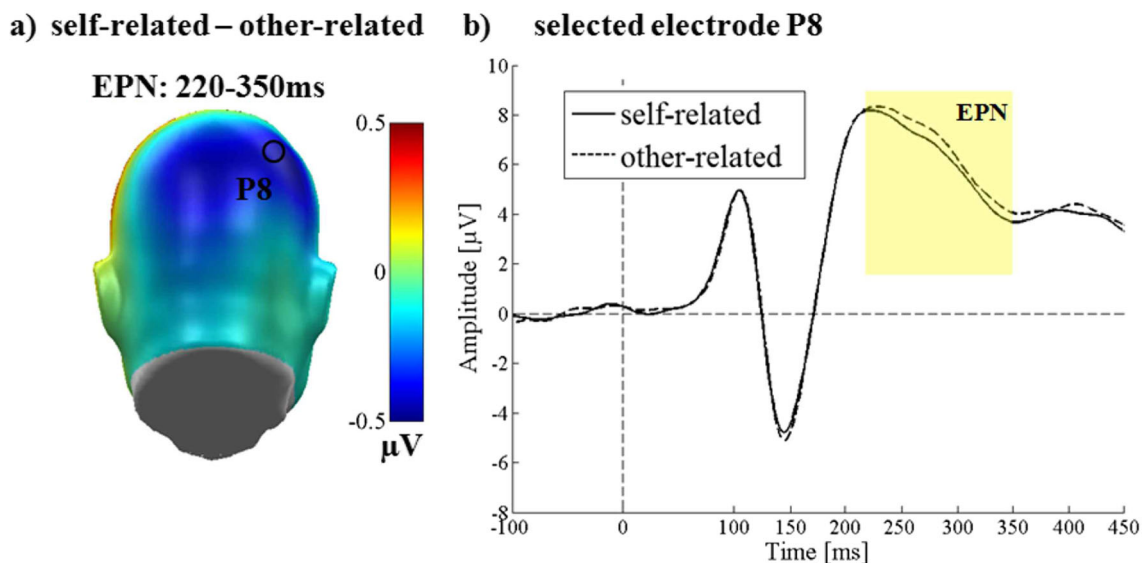 a) self-related – other-related
EPN: 220-350ms
P8
0.5
0
-0.5
µV
b) selected electrode P8
self-related
other-related
EPN
Amplitude [µV]
10
8
6
4
2
0
-2
-4
-6
-8
-100
0
100
150
200
250
300
350
400
450
Time [ms]